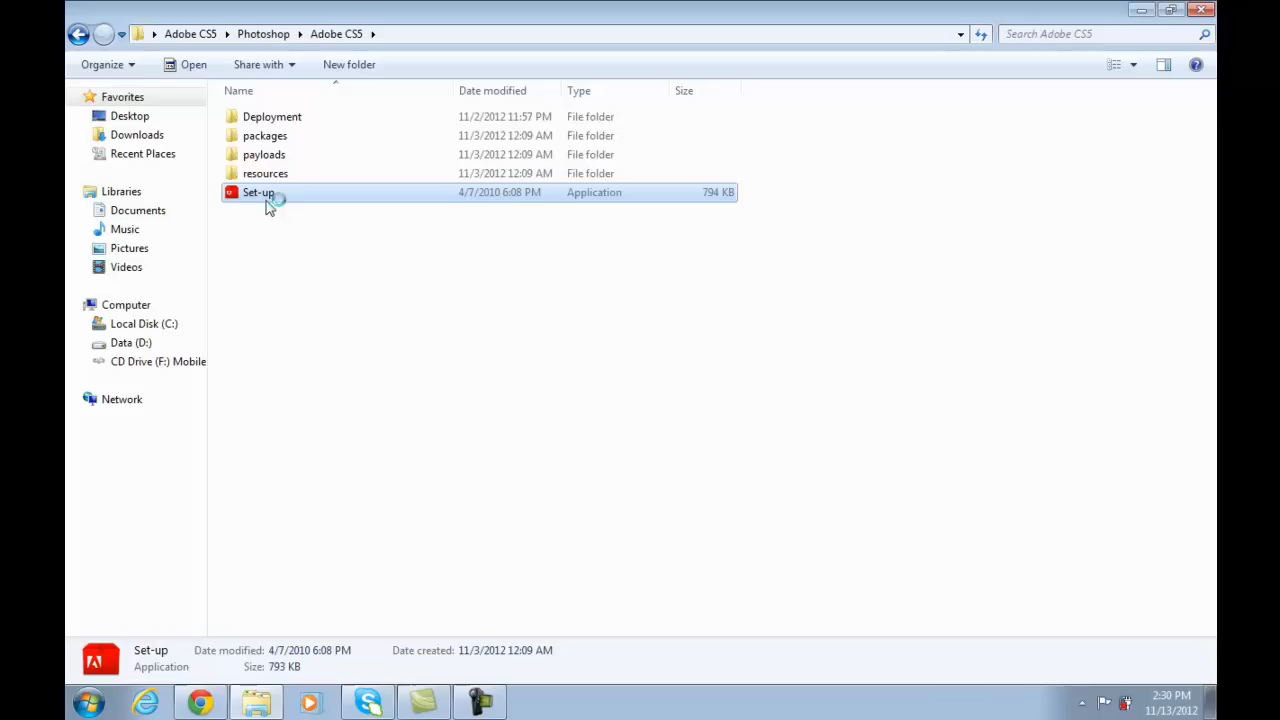 Adobe CS5 Photoshop Adobe CS5 Search Adobe CS5
Organize Open Share with New folder
Name Date modified Type Size
Favorites
Desktop
Downloads
Recent Places
Libraries
Documents
Music
Pictures
Videos
Computer
Local Disk (C:)
Data (D:)
CD Drive (F:) Mobile
Network
Deployment 11/2/2012 11:57 PM File folder
packages 11/3/2012 12:09 AM File folder
payloads 11/3/2012 12:09 AM File folder
resources 11/3/2012 12:09 AM File folder
Set-up 4/7/2010 6:08 PM Application 794 KB
Set-up Date modified: 4/7/2010 6:08 PM Date created: 11/3/2012 12:09 AM
Application Size: 793 KB
2:30 PM
11/13/2012